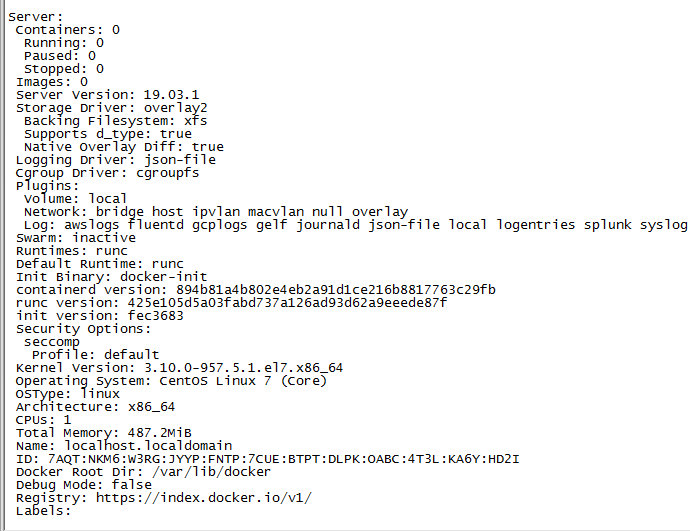 Server:
Containers: 0
Running: 0
Paused: 0
Stopped: 0
Images: 0
Server Version: 19.03.1
Storage Driver: overlay2
Backing Filesystem: xfs
Supports d_type: true
Native Overlay Diff: true
Logging Driver: json-file
Cgroup Driver: cgroupfs
Plugins:
Volume: local
Network: bridge host ipvlan macvlan null overlay
Log: awslogs fluentd gcplogs gelf journald json-file local logentries splunk syslog
Swarm: inactive
Runtimes: runc
Default Runtime: runc
Init Binary: docker-init
containerd version: 894b81a4b802e4eb2a91d1ce216b8817763c29fb
runc version: 425e105d5a03fabd737a126ad93d62a9eeede87f
init version: fec3683
Security Options:
seccomp
Profile: default
Kernel Version: 3.10.0-957.5.1.el7.x86_64
Operating System: CentOS Linux 7 (Core)
OSType: linux
Architecture: x86_64
CPUs: 1
Total Memory: 487.2MiB
Name: localhost.localdomain
ID: 7AQT:NKM6:W3RG:JYYP:FNTP:7CUE:BTPT:DLPK:OABC:4T3L:KA6Y:HD2I
Docker Root Dir: /var/lib/docker
Debug Mode: false
Registry: https://index.docker.io/v1/
Labels: